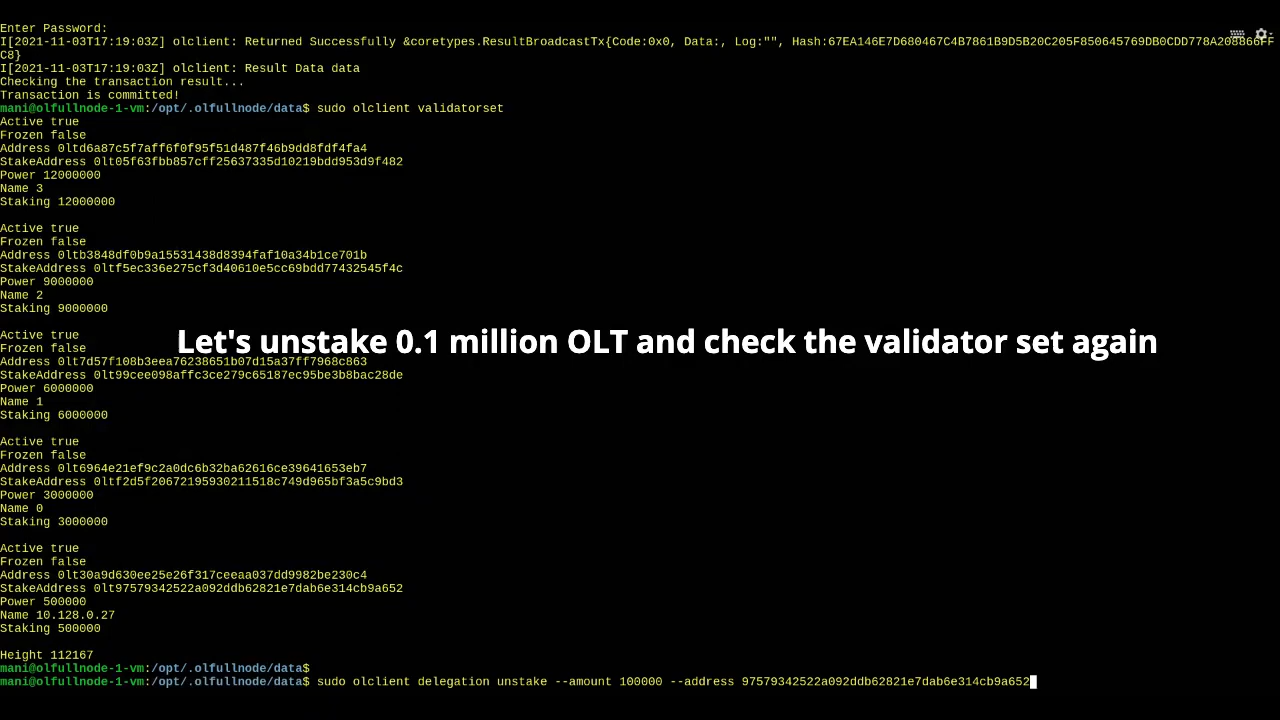 Enter Password:
I[2021-11-03T17:19:03Z] olclient: Returned Successfully &coretypes.ResultBroadcastTx{Code:0x0, Data:, Log:"", Hash:67EA146E7D680467C4B7861B9D5B20C205F850645769DB0CDD778A208866FF
C8}
I[2021-11-03T17:19:03Z] olclient: Result Data data
Checking the transaction result...
Transaction is committed!
mani@olfullnode-1-vm:/opt/.olfullnode/data$ sudo olclient validatorset
Active true
Frozen false
Address 0ltd6a87c5f7aff6f0f95f51d487f46b9dd8fdf4fa4
StakeAddress 0lt05f63fbb857cff25637335d10219bdd953d9f482
Power 12000000
Name 3
Staking 12000000
Active true
Frozen false
Address 0ltb3848df0b9a15531438d8394faf10a34b1ce701b
StakeAddress 0ltf5ec336e275cf3d40610e5cc69bdd77432545f4c
Power 9000000
Name 2
Staking 9000000
Active true
Let's unstake 0.1 million OLT and check the validator set again
Frozen false
Address 0lt7d57f108b3eea76238651b07d15a37ff7968c863
StakeAddress 0lt99cee098affc3ce279c65187ec95be3b8bac28de
Power 6000000
Name 1
Staking 6000000
Active true
Frozen false
Address 0lt6964e21ef9c2a0dc6b32ba62616ce39641653eb7
StakeAddress 0ltf2d5f20672195930211518c749d965bf3a5c9bd3
Power 3000000
Name 0
Staking 3000000
Active true
Frozen false
Address 0lt30a9d630ee25e26f317ceeaa037dd9982be230c4
StakeAddress 0lt97579342522a092ddb62821e7dab6e314cb9a652
Power 500000
Name 10.128.0.27
Staking 500000
Height 112167
mani@olfullnode-1-vm:/opt/.olfullnode/data$
mani@olfullnode-1-vm:/opt/.olfullnode/data$ sudo olclient delegation unstake --amount 100000 --address 97579342522a092ddb62821e7dab6e314cb9a652